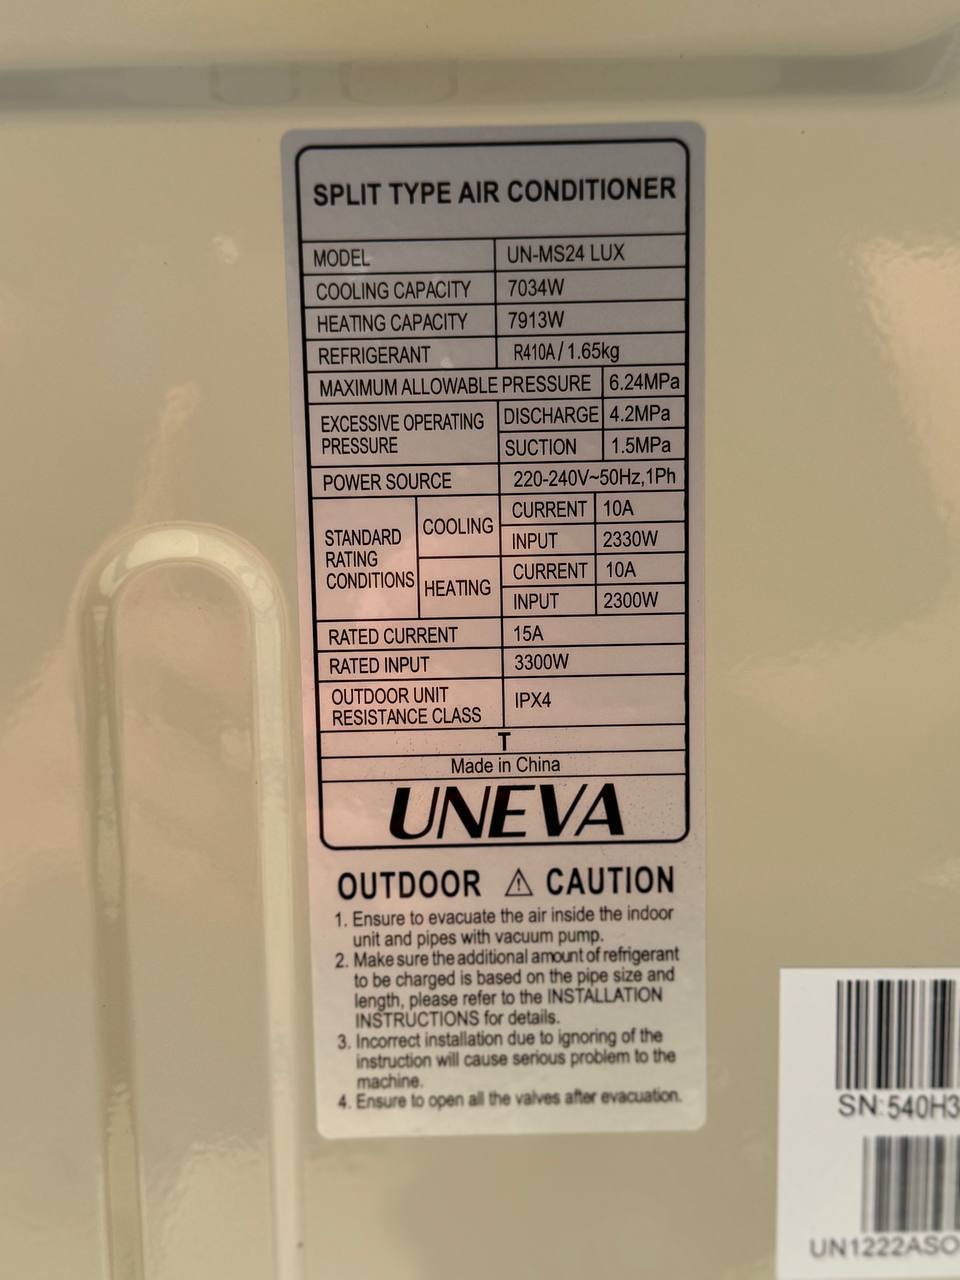 SPLIT TYPE AIR CONDITIONER
MODEL UN-MS24 LUX
COOLING CAPACITY 7034W
HEATING CAPACITY 7913W
REFRIGERANT R410A / 1.65kg
MAXIMUM ALLOWABLE PRESSURE 6.24MPa
EXCESSIVE OPERATING PRESSURE DISCHARGE 4.2MPa
SUCTION 1.5MPa
POWER SOURCE 220-240V~50Hz,1Ph
STANDARD RATING CONDITIONS COOLING CURRENT 10A
INPUT 2330W
HEATING CURRENT 10A
INPUT 2300W
RATED CURRENT 15A
RATED INPUT 3300W
OUTDOOR UNIT RESISTANCE CLASS IPX4
T
Made in China
UNEVA
OUTDOOR ⚠ CAUTION
1. Ensure to evacuate the air inside the indoor
unit and pipes with vacuum pump.
2. Make sure the additional amount of refrigerant
to be charged is based on the pipe size and
length, please refer to the INSTALLATION
INSTRUCTIONS for details.
3. Incorrect installation due to ignoring of the
instruction will cause serious problem to the
machine.
4. Ensure to open all the valves after evacuation.
SN:540H3
UN1222ASO